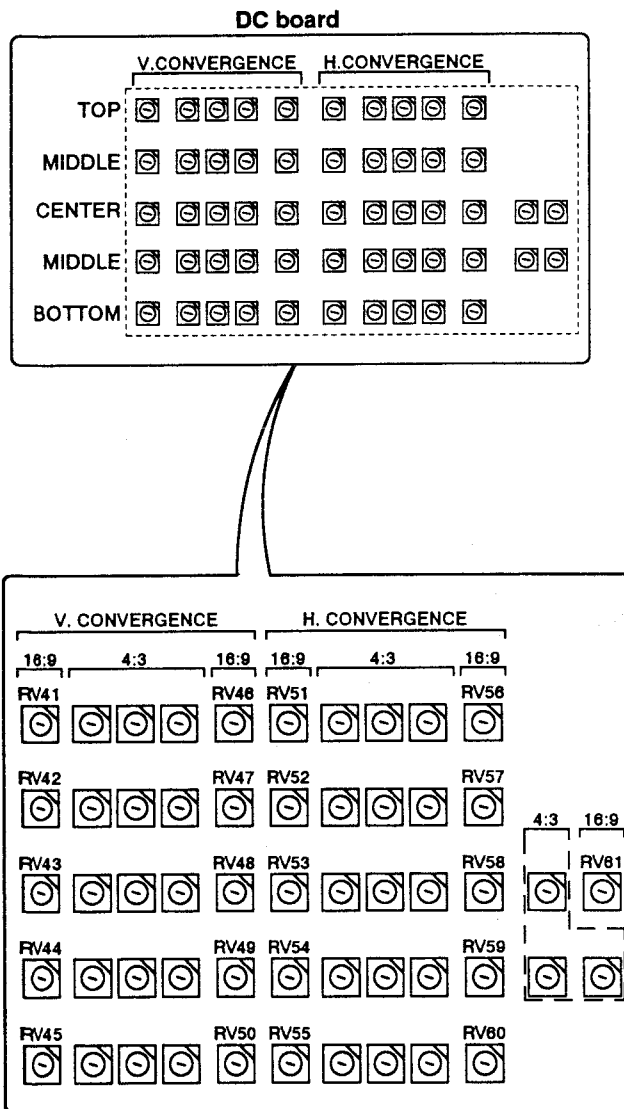 DC board
V.CONVERGENCE H.CONVERGENCE
TOP
MIDDLE
CENTER
MIDDLE
BOTTOM
V. CONVERGENCE H. CONVERGENCE
16:9 4:3 16:9 16:9 4:3 16:9
RV41 RV46 RV51 RV56
RV42 RV47 RV52 RV57
4:3 16:9
RV43 RV48 RV53 RV58 RV61
RV44 RV49 RV54 RV59
RV45 RV50 RV55 RV60